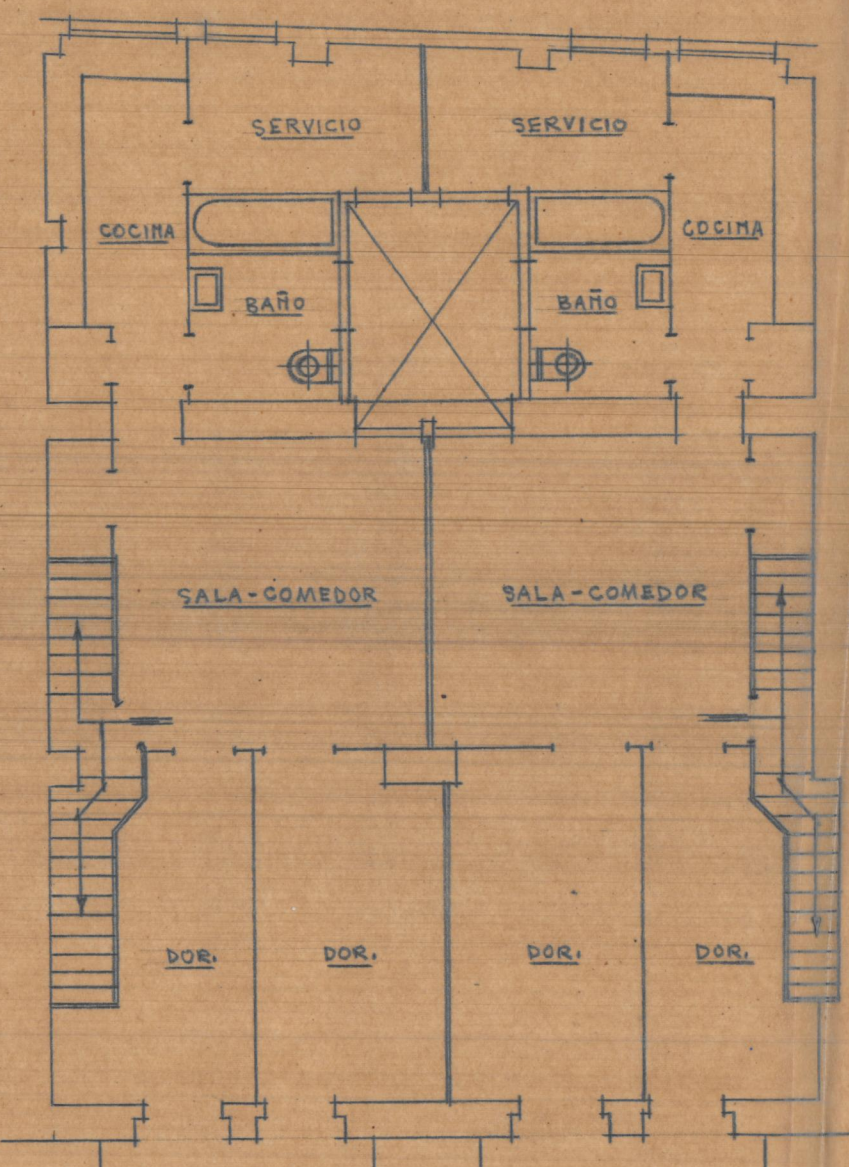 SERVICIO
SERVICIO
COCINA
COCINA
BAÑO
BAÑO
SALA-COMEDOR
SALA-COMEDOR
DOR.
DOR.
DOR.
DOR.